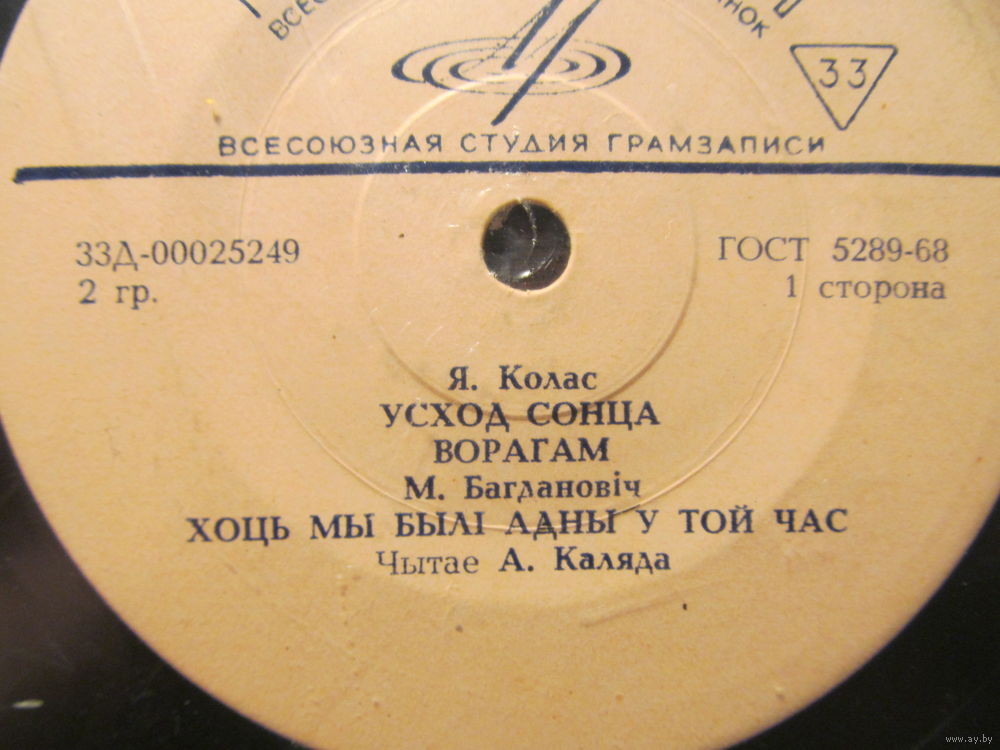 33
ВСЕСОЮЗНАЯ СТУДИЯ ГРАМЗАПИСИ
33Д-00025249
2 гр.
ГОСТ 5289-68
1 сторона
Я. Колас
УСХОД СОНЦА
ВОРАГАМ
М. Багдановіч
ХОЦЬ МЫ БЫЛІ АДНЫ У ТОЙ ЧАС
Чытае А. Каляда
www.ay.by